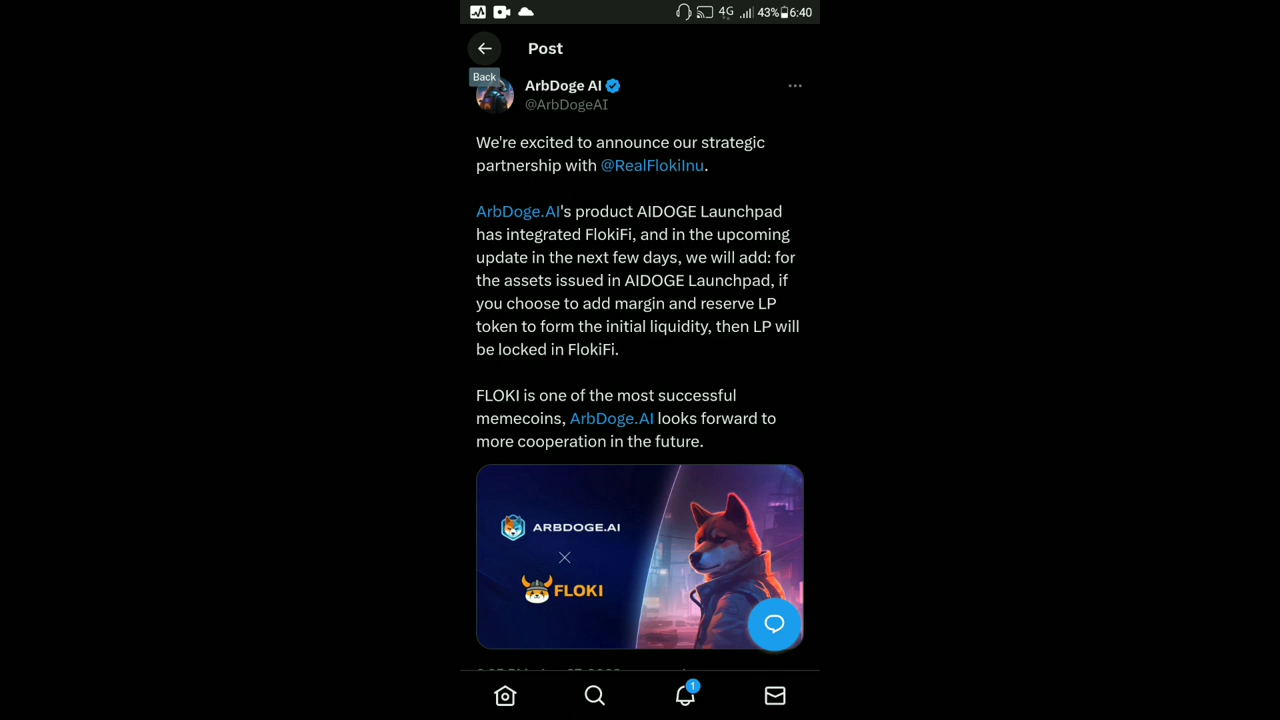 4G 43% 6:40
Post
Back
ArbDoge AI
@ArbDogeAI
We're excited to announce our strategic
partnership with @RealFlokiInu.
ArbDoge.AI's product AIDOGE Launchpad
has integrated FlokiFi, and in the upcoming
update in the next few days, we will add: for
the assets issued in AIDOGE Launchpad, if
you choose to add margin and reserve LP
token to form the initial liquidity, then LP will
be locked in FlokiFi.
FLOKI is one of the most successful
memecoins, ArbDoge.AI looks forward to
more cooperation in the future.
ARBDOGE.AI
FLOKI
1